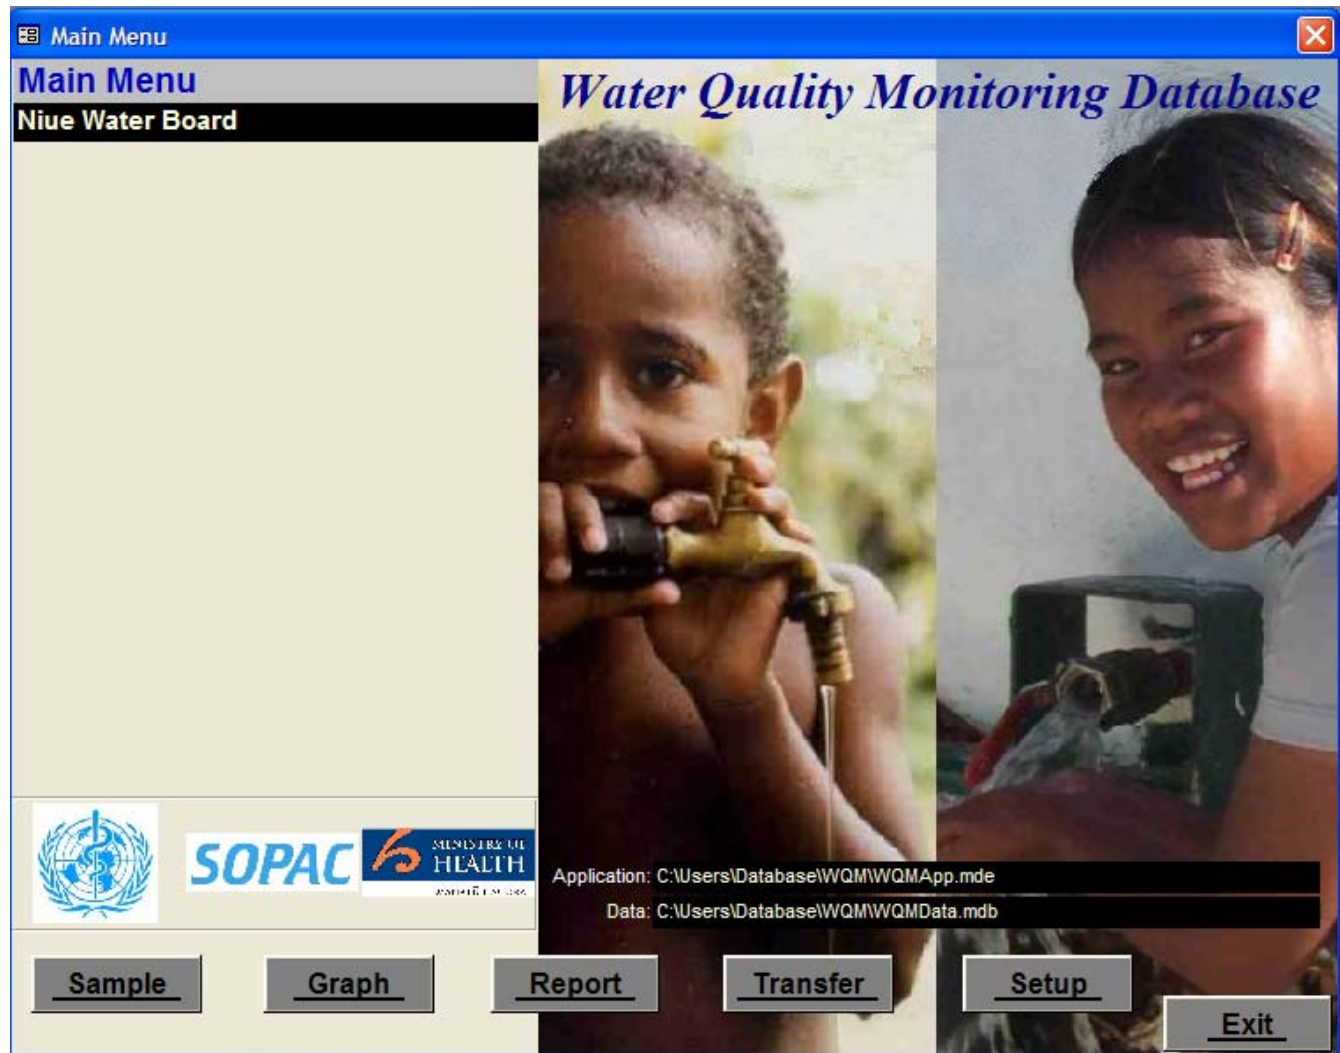 Main Menu
Main Menu
Niue Water Board
Water Quality Monitoring Database
SOPAC
MINISTRY OF
HEALTH
Application: C:\Users\Database\WQM\WQMApp.mde
Data: C:\Users\Database\WQM\WQMData.mdb
Sample
Graph
Report
Transfer
Setup
Exit